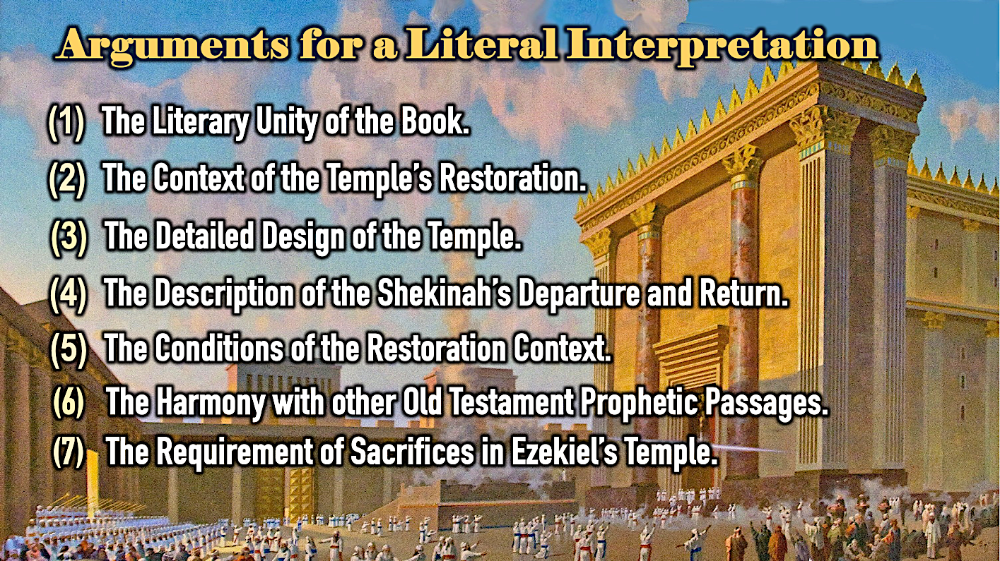 Arguments for a Literal Interpretation
(1) The Literary Unity of the Book.
(2) The Context of the Temple’s Restoration.
(3) The Detailed Design of the Temple.
(4) The Description of the Shekinah’s Departure and Return.
(5) The Conditions of the Restoration Context.
(6) The Harmony with other Old Testament Prophetic Passages.
(7) The Requirement of Sacrifices in Ezekiel’s Temple.